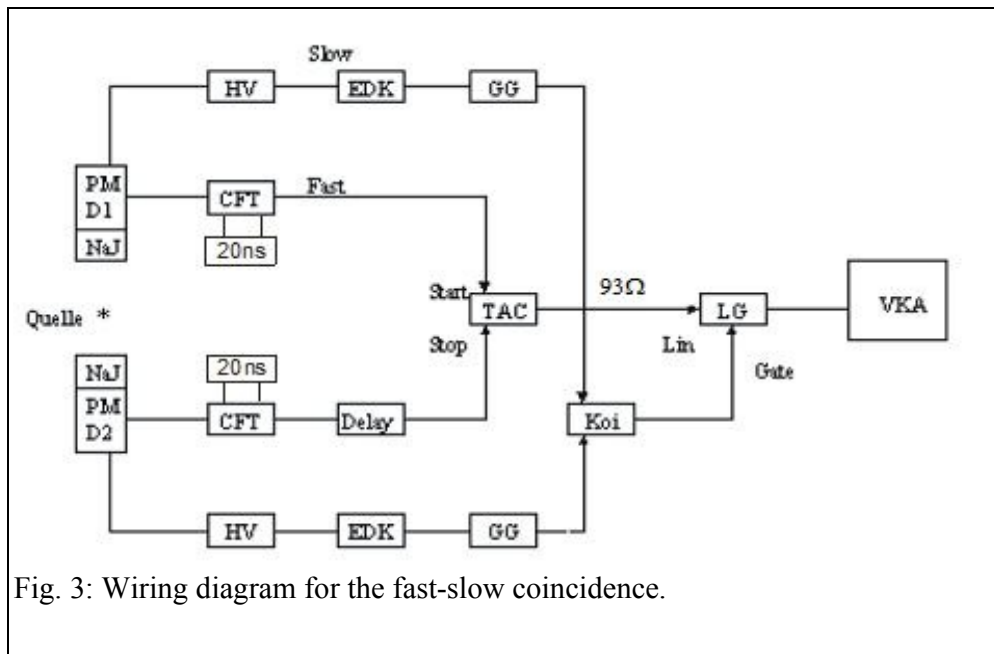 Slow
HV
EDK
GG
PM
D1
NaJ
CFT
Fast
20ns
Start
TAC
Stop
93Ω
Lin
LG
Gate
VKA
Quelle *
NaJ
PM
D2
20ns
CFT
Delay
Koi
HV
EDK
GG
Fig. 3: Wiring diagram for the fast-slow coincidence.